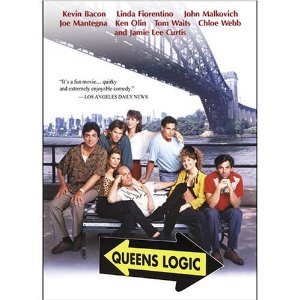 Kevin Bacon Linda Fiorentino John Malkovich
Joe Mantegna Ken Olin Tom Waits Chloe Webb
and Jamie Lee Curtis
"It's a fun movie... quirky
and extremely enjoyable comedy."
—LOS ANGELES DAILY NEWS
QUEENS LOGIC